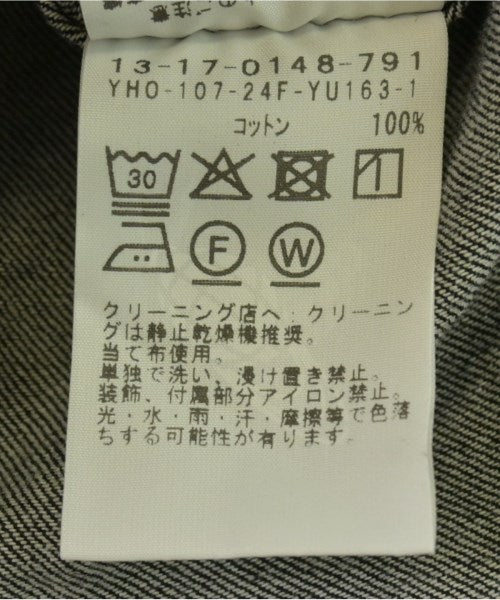 のご注意
13-17-0148-791
YHO-107-24F-YU163-1
コットン 100%
30
F W
クリーニング店へ:クリーニン
グは静止乾燥機推奨。
当て布使用。
単独で洗い、浸け置き禁止。
装飾、付属部分アイロン禁止。
光・水・雨・汗・摩擦等で色落
ちする可能性が有ります。